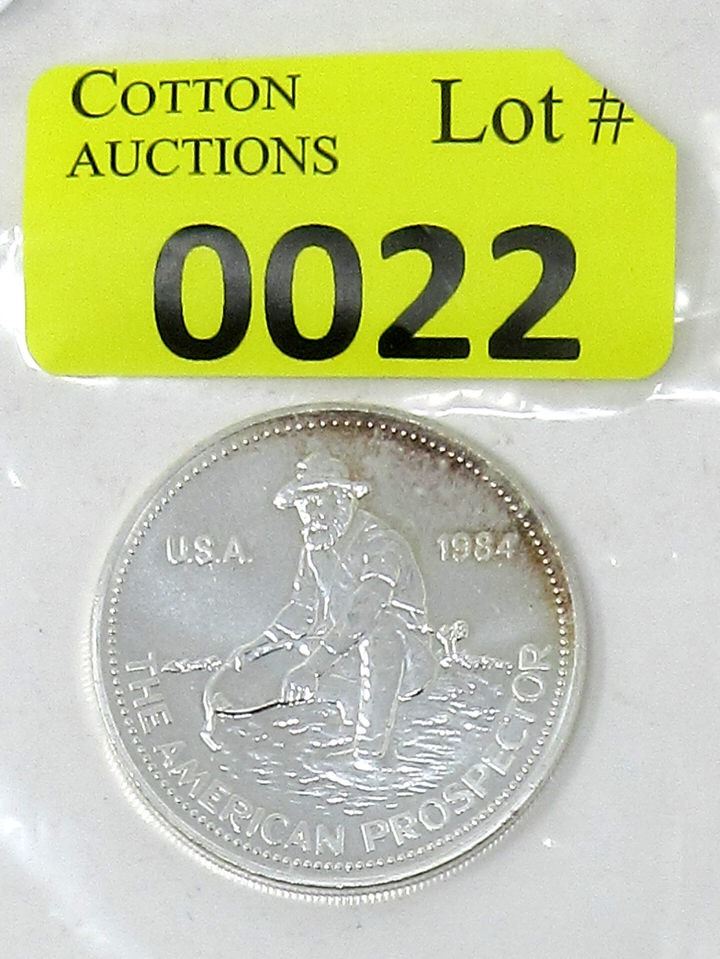 COTTON
AUCTIONS
Lot #
0022
U.S.A.
1984
THE AMERICAN PROSPECTOR